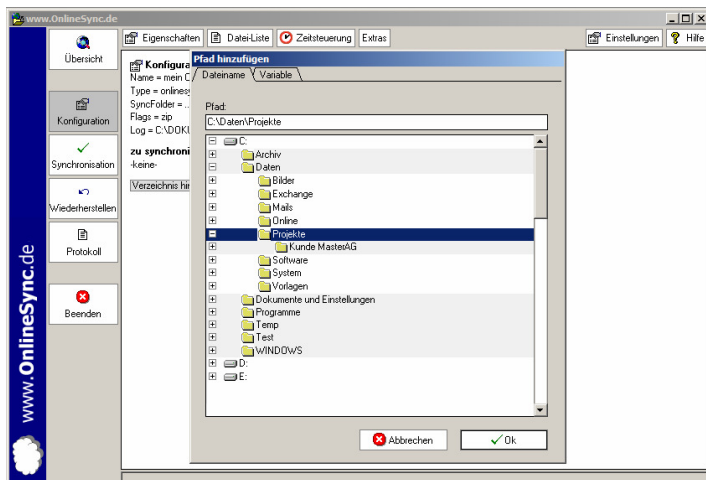 www.OnlineSync.de
Übersicht
Konfiguration
Synchronisation
Wiederherstellen
Protokoll
Beenden
www.OnlineSync.de
Eigenschaften
Datei-Liste
Zeitsteuerung
Extras
Einstellungen
Hilfe
Konfigura
Name = mein C
Type = onlinesy
SyncFolder = ..
Flags = zip
Log = C:\DOKU
zu synchroni
-keine-
Verzeichnis hin
Pfad hinzufügen
Dateiname
Variable
Pfad:
C:\Daten\Projekte
C:
Archiv
Daten
Bilder
Exchange
Mails
Online
Projekte
Kunde MasterAG
Software
System
Vorlagen
Dokumente und Einstellungen
Programme
Temp
Test
WINDOWS
D:
E:
Abbrechen
Ok